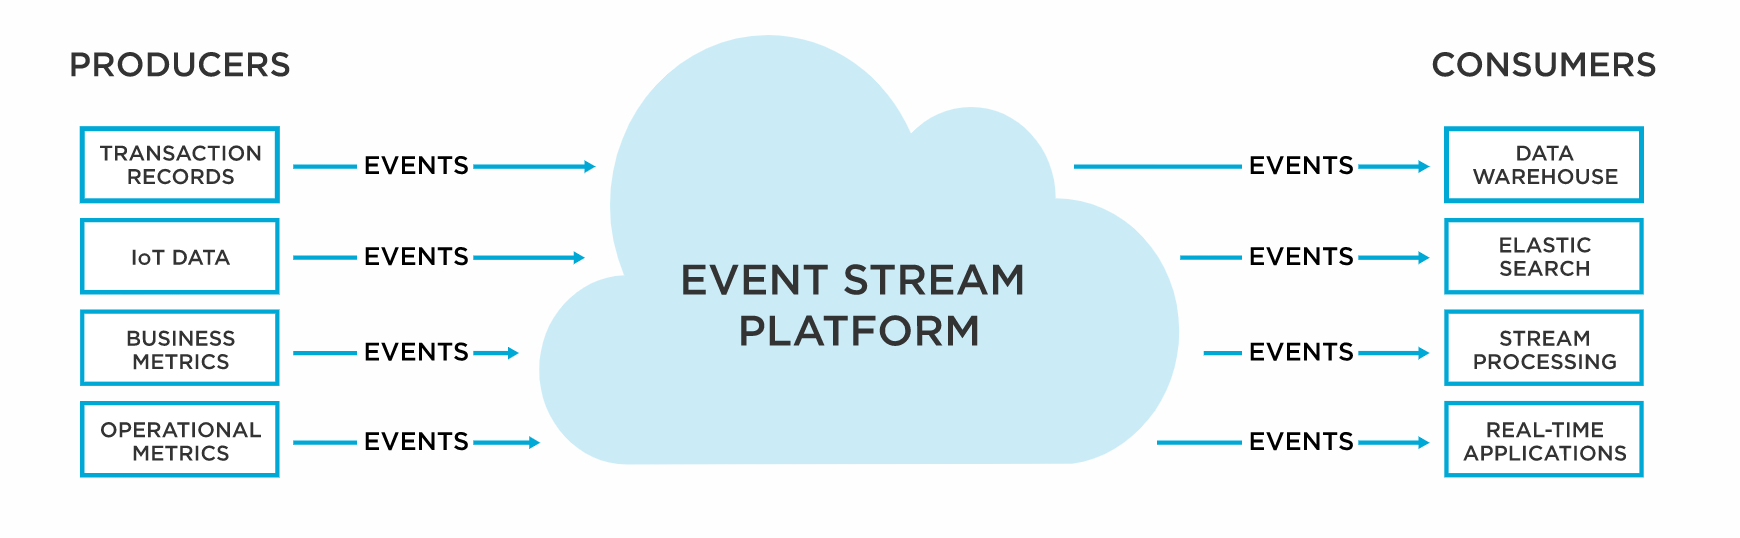 PRODUCERS
TRANSACTION
RECORDS
EVENTS
IoT DATA
EVENTS
BUSINESS
METRICS
EVENTS
OPERATIONAL
METRICS
EVENTS
EVENT STREAM
PLATFORM
CONSUMERS
EVENTS
DATA
WAREHOUSE
EVENTS
ELASTIC
SEARCH
EVENTS
STREAM
PROCESSING
EVENTS
REAL-TIME
APPLICATIONS